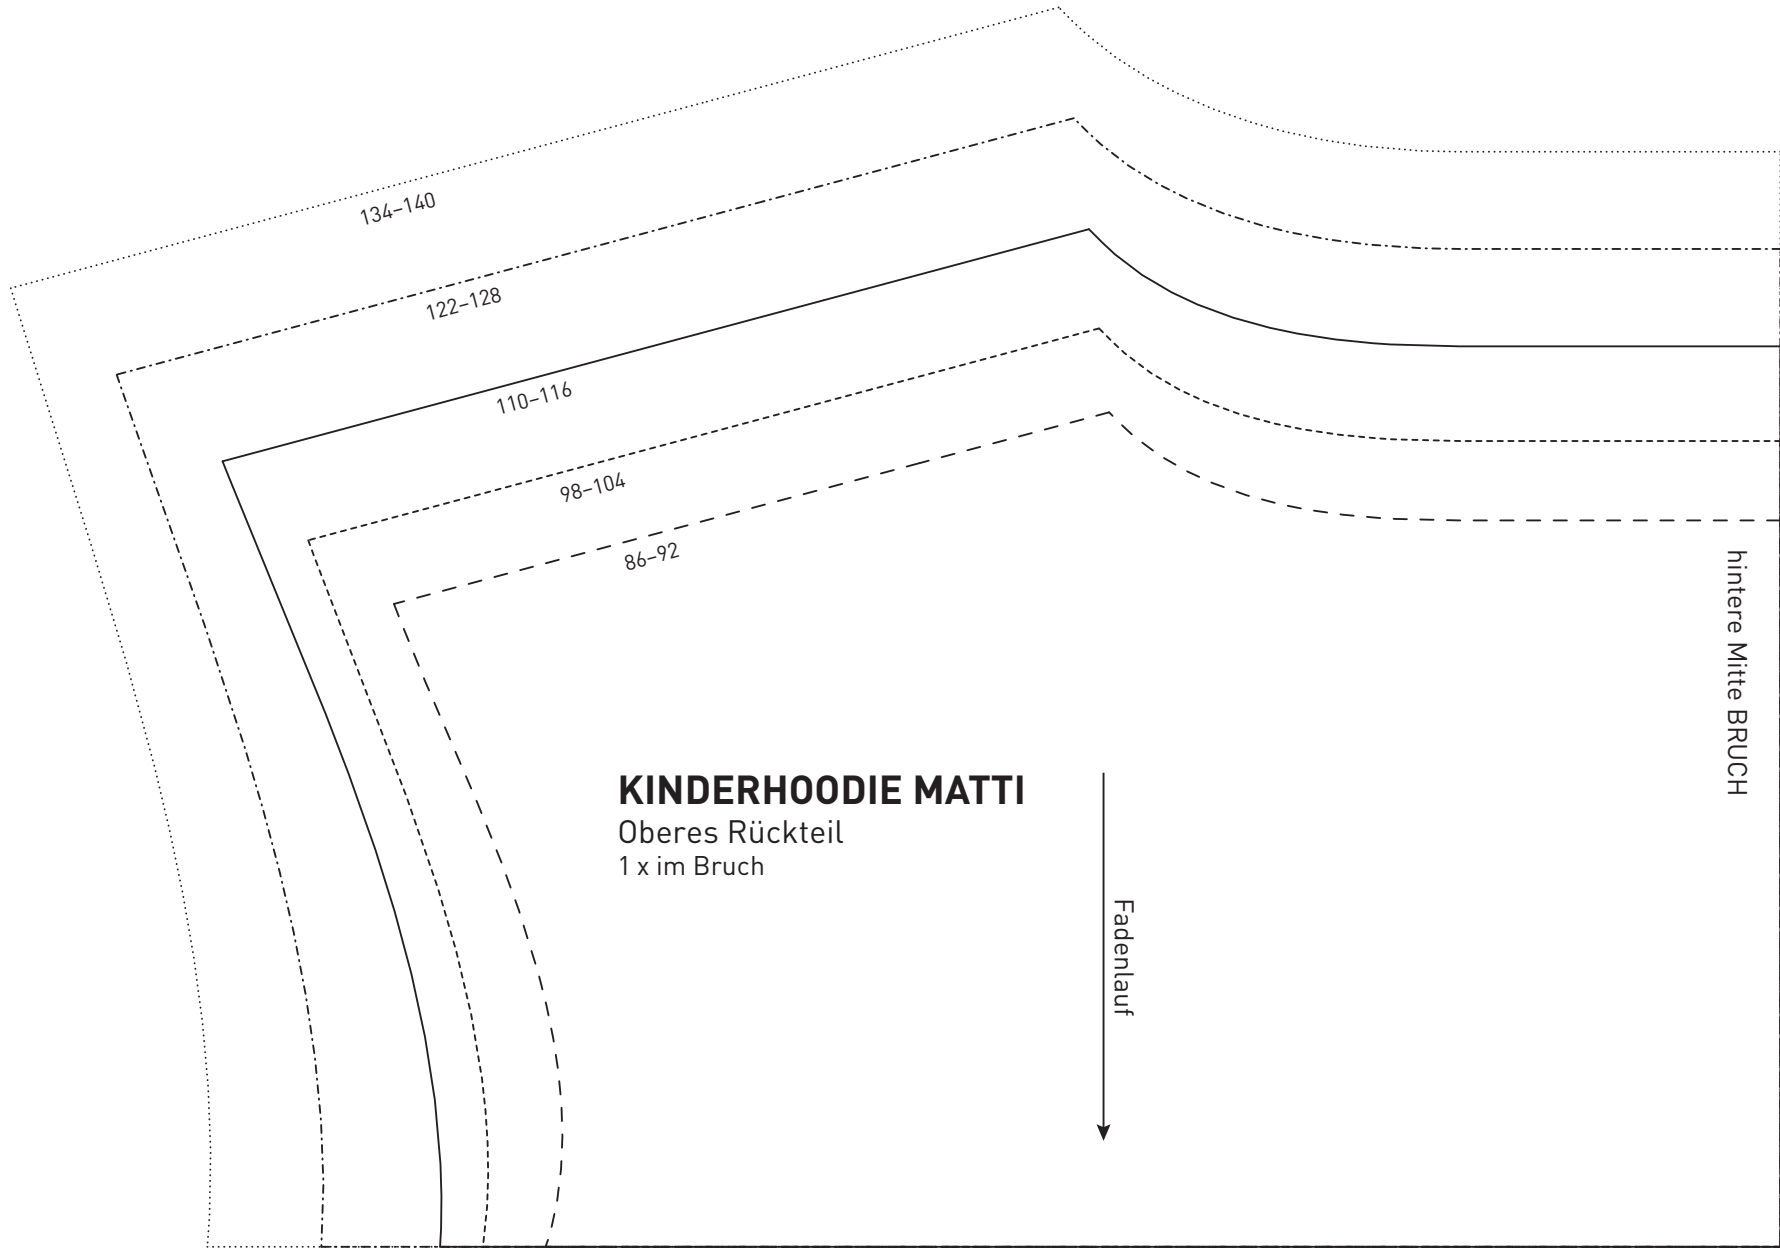 134–140
122–128
110–116
98–104
86–92
hintere Mitte BRUCH
KINDERHOODIE MATTI
Oberes Rückteil
1 x im Bruch
Fadenlauf